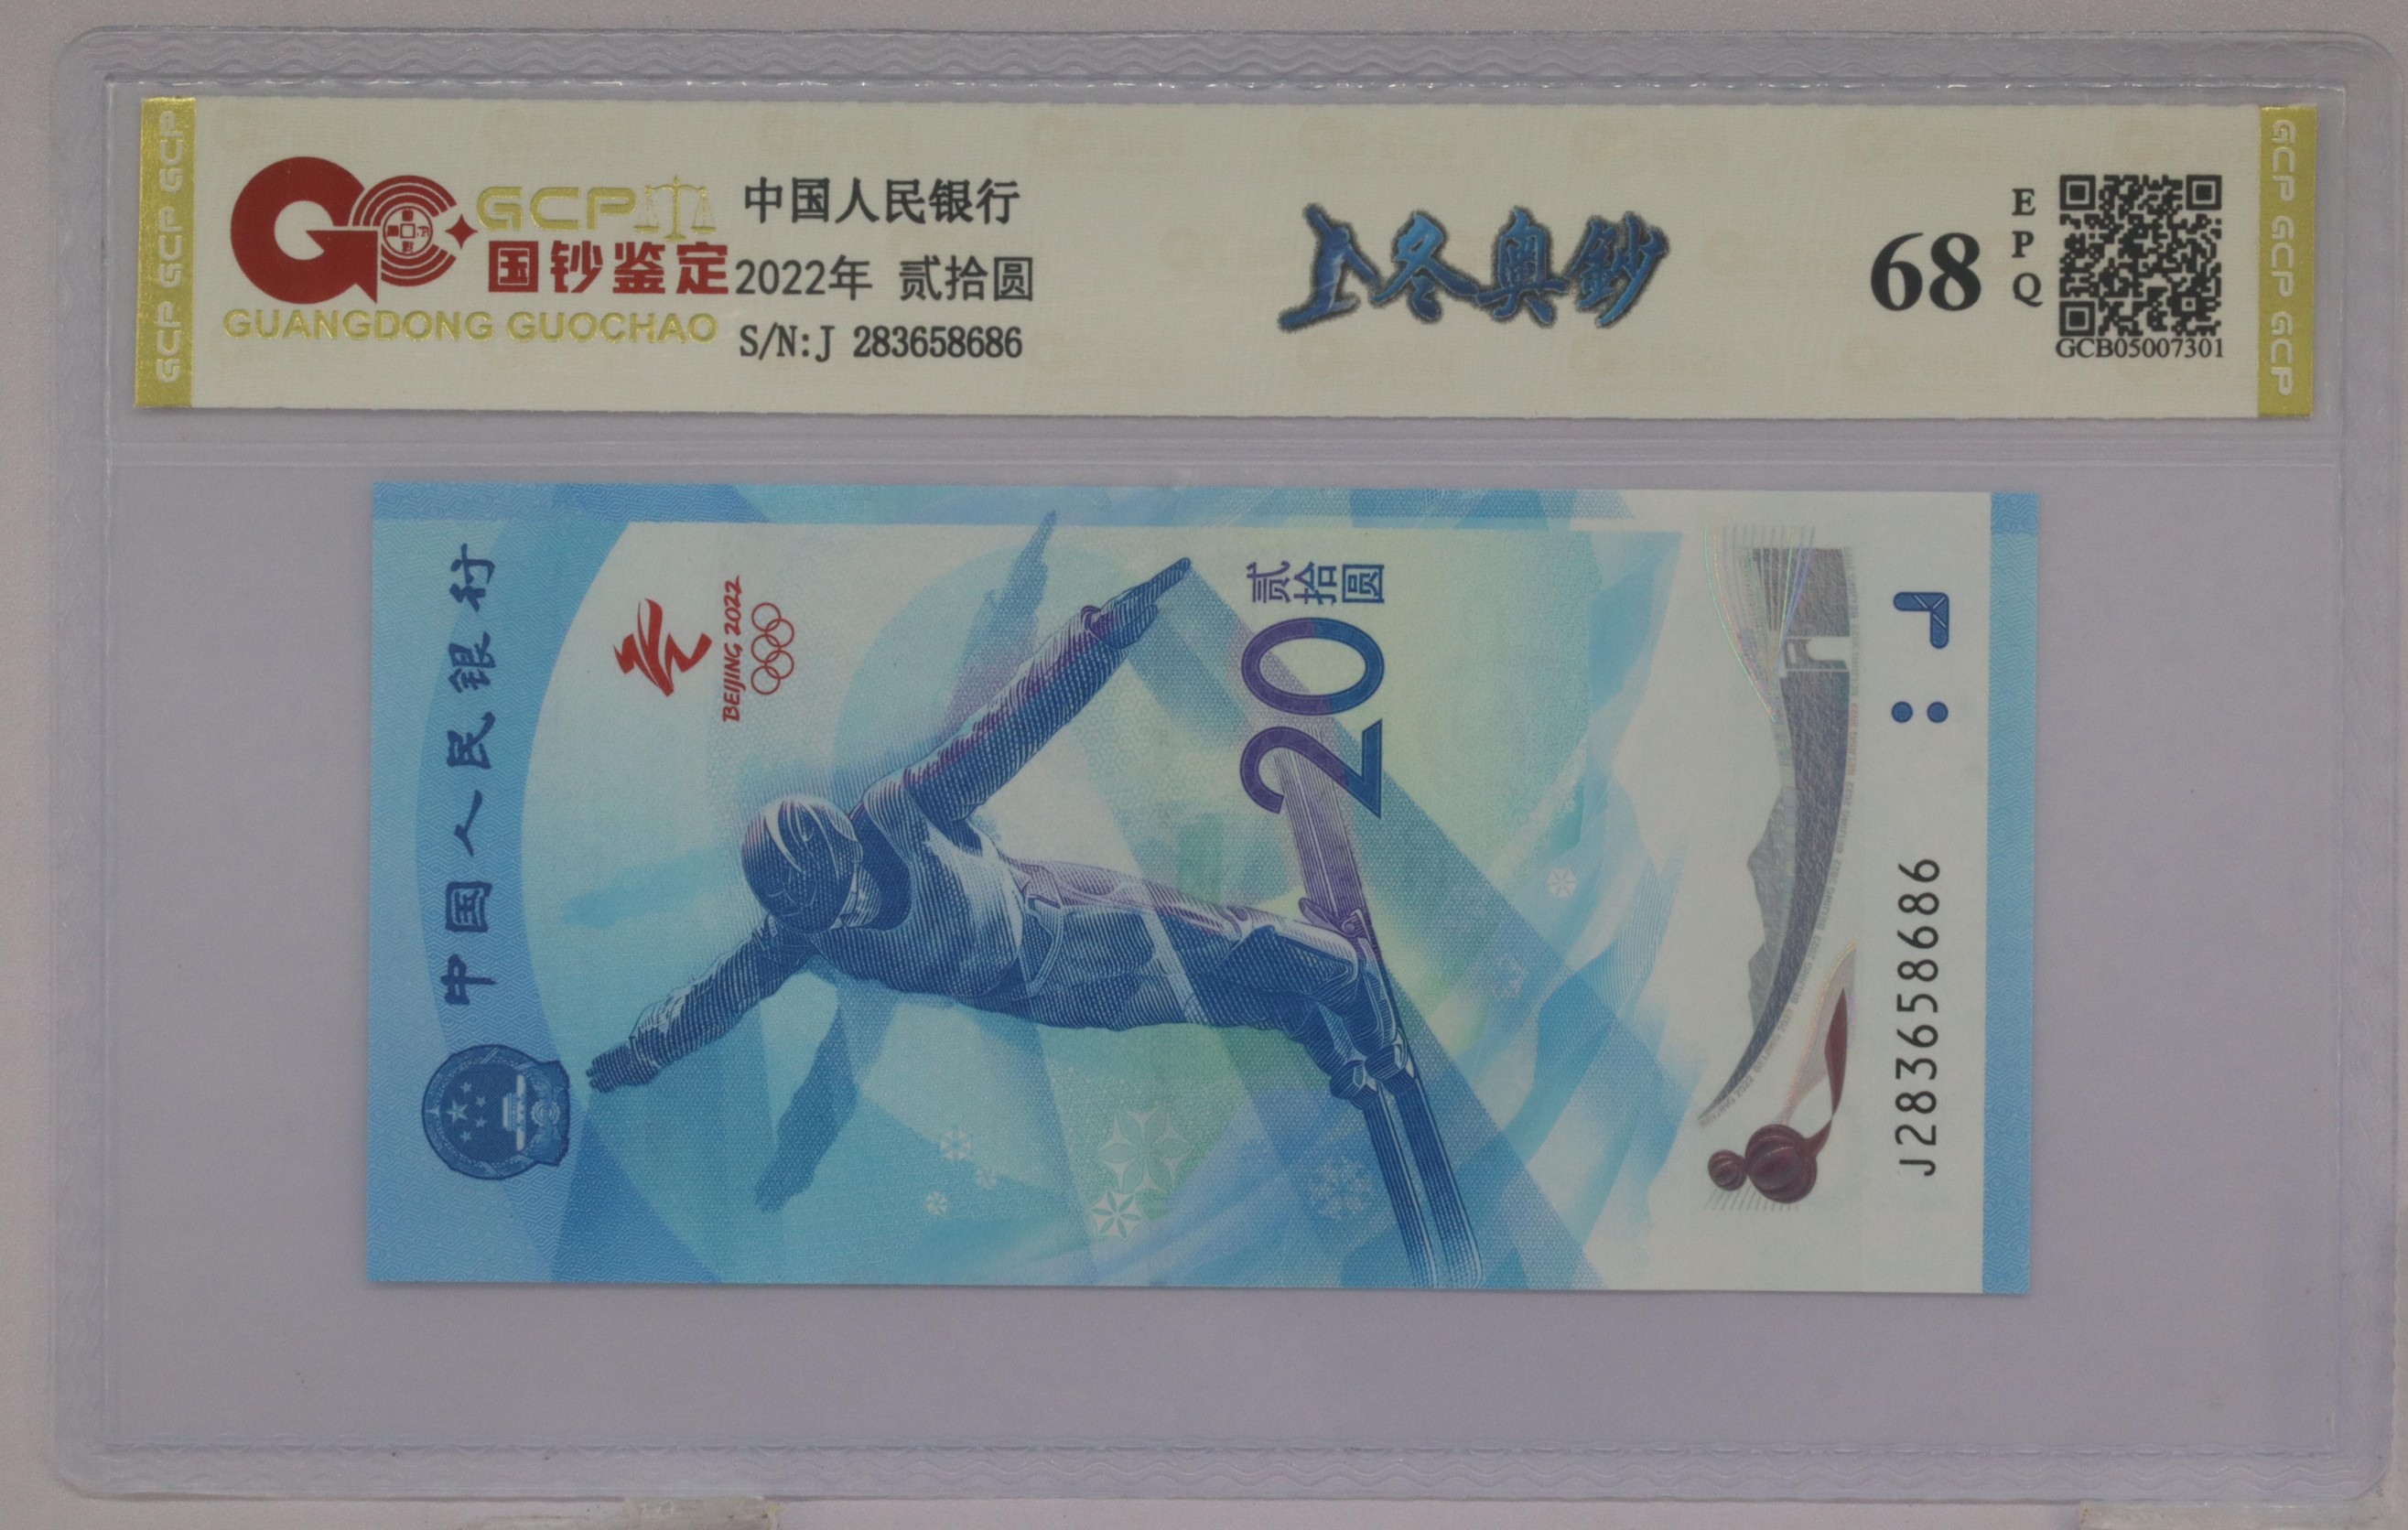 GCP GCP GCP
GCP
国钞鉴定
GUANGDONG GUOCHAO
中国人民银行
2022年 贰拾圆
S/N:J 283658686
冬奥鈔
68
EPQ
GCB05007301
GCP GCP GCP
中国人民银行
BEIJING 2022
贰拾圆
20
J283658686